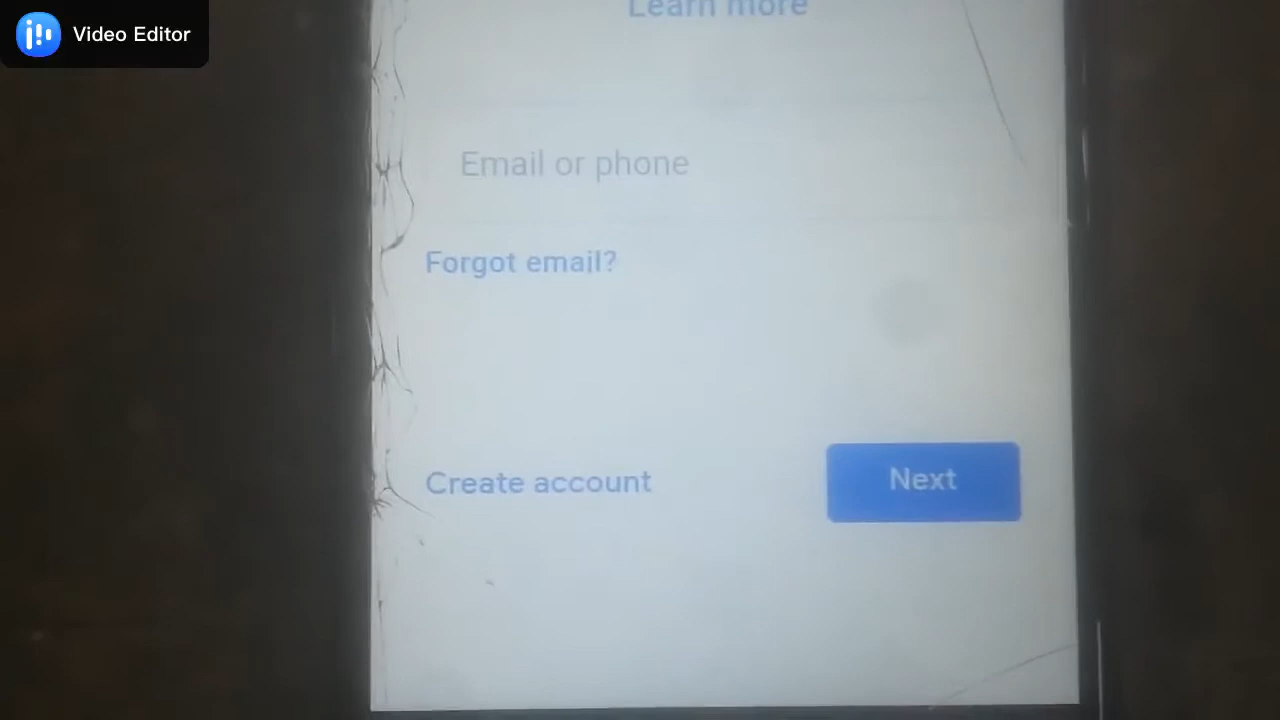 Video Editor
Learn more
Email or phone
Forgot email?
Create account
Next